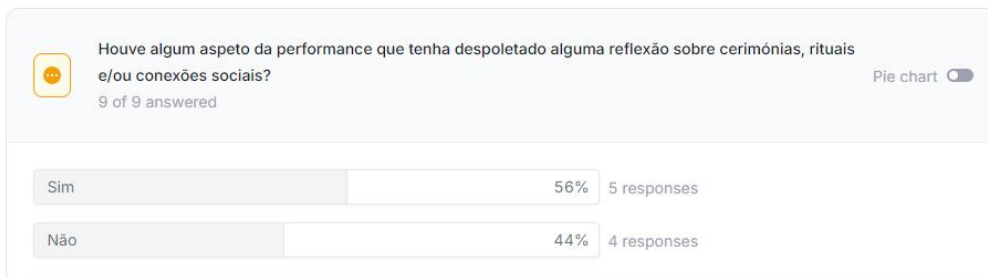 Houve algum aspeto da performance que tenha despoletado alguma reflexão sobre cerimónias, rituais
e/ou conexões sociais?
Pie chart
9 of 9 answered
Sim 56% 5 responses
Não 44% 4 responses